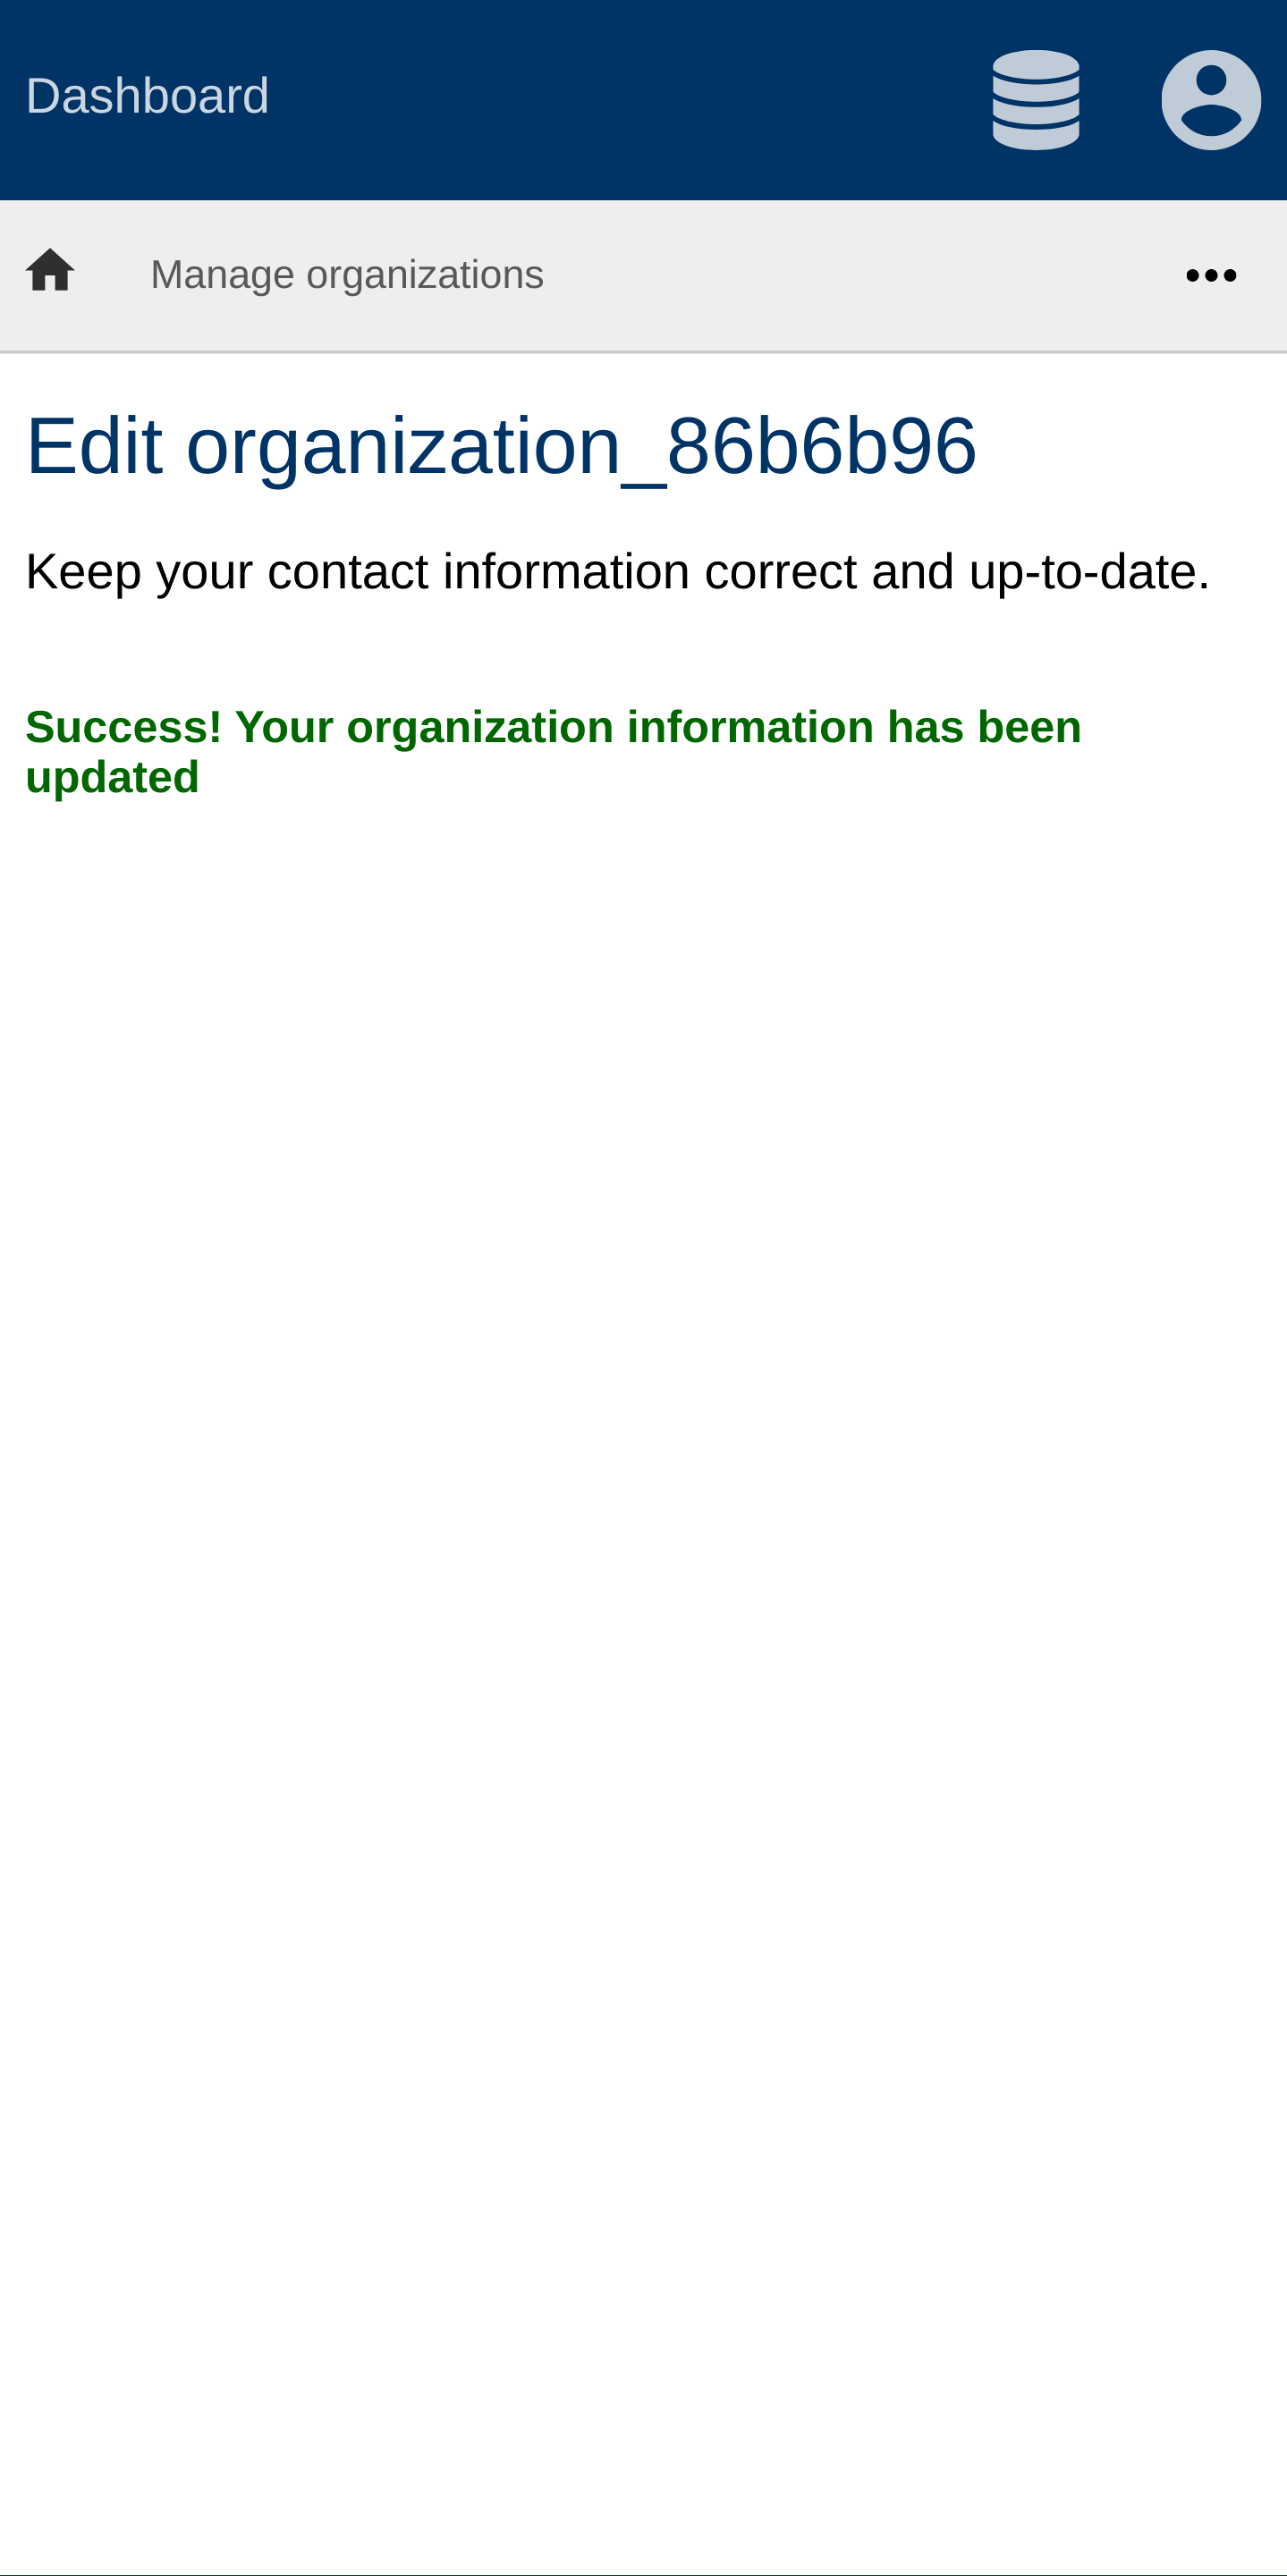 Dashboard
Manage organizations
Edit organization_86b6b96
Keep your contact information correct and up-to-date.
Success! Your organization information has been
updated